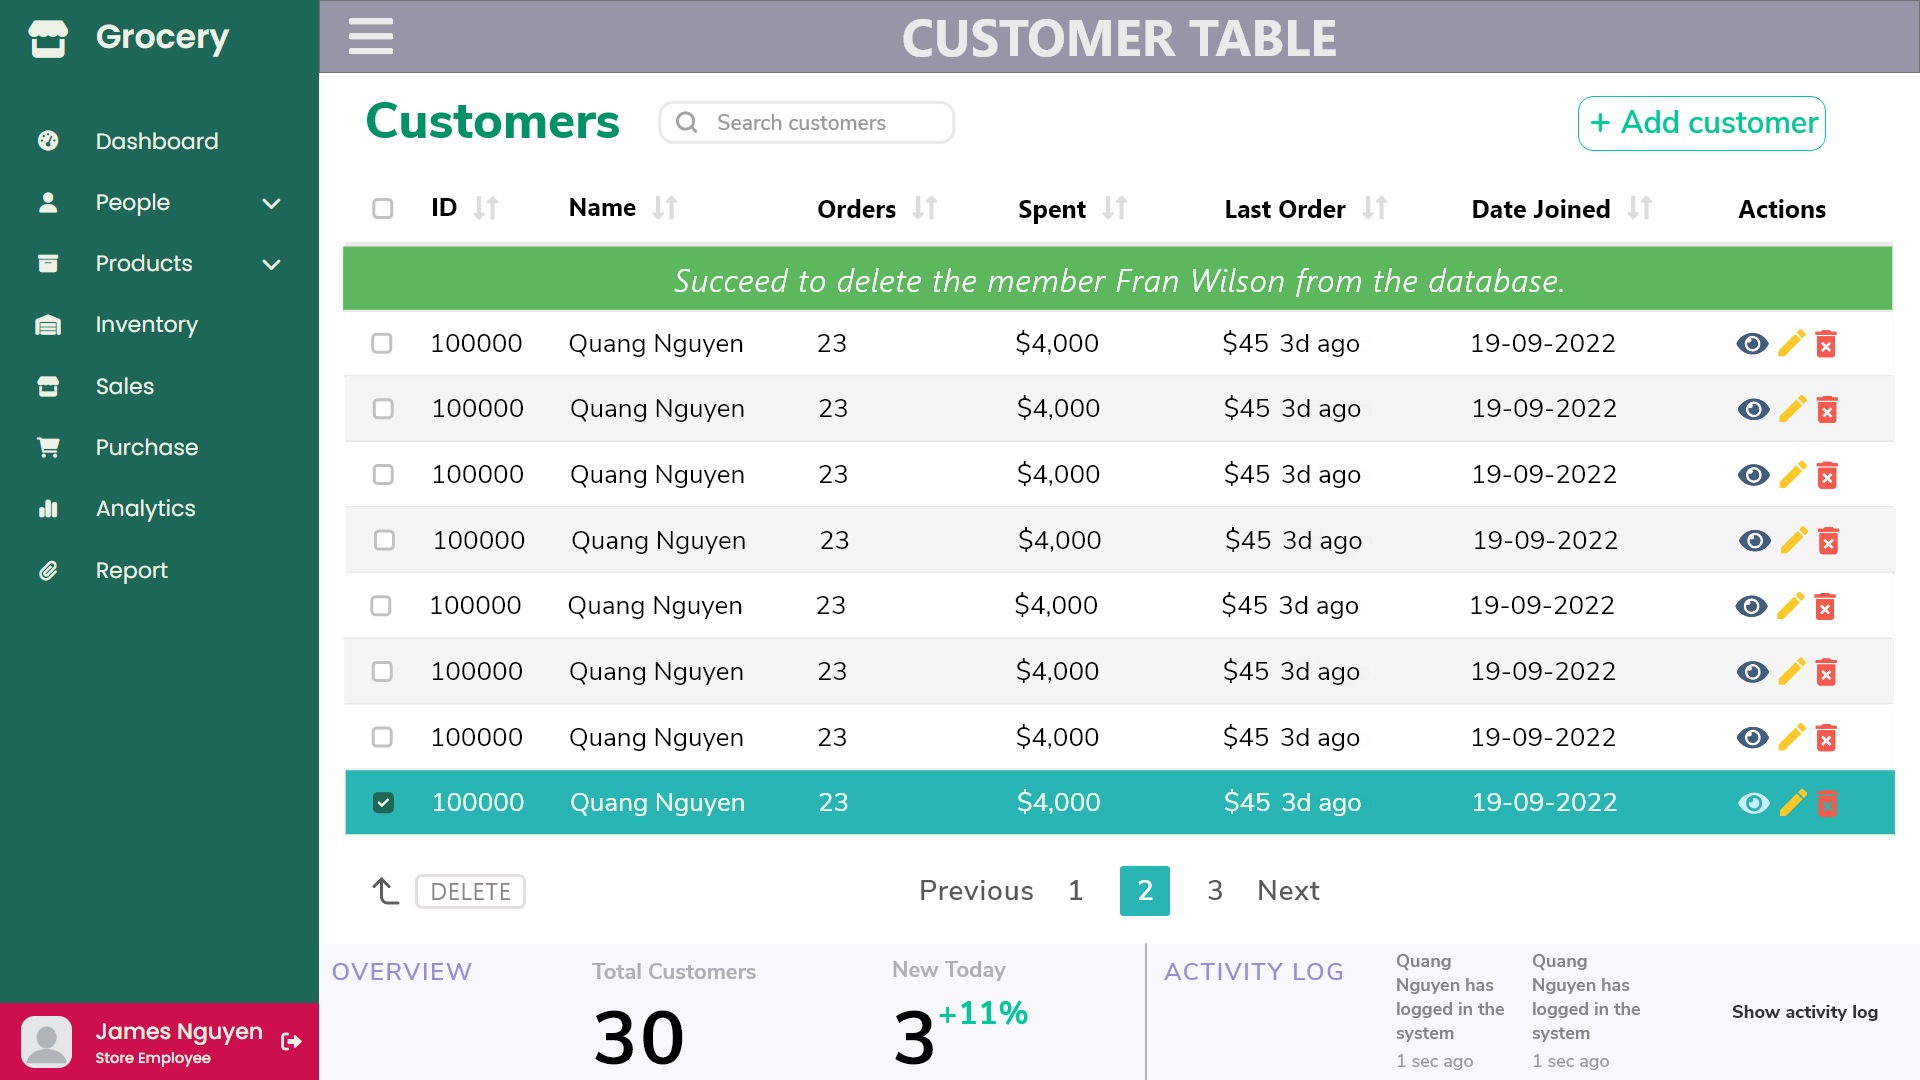 Grocery
Dashboard
People
Products
Inventory
Sales
Purchase
Analytics
Report
James Nguyen
Store Employee
CUSTOMER TABLE
Customers
Search customers
+ Add customer
ID Name Orders Spent Last Order Date Joined Actions
Succeed to delete the member Fran Wilson from the database.
100000 Quang Nguyen 23 $4,000 $45 3d ago 19-09-2022
100000 Quang Nguyen 23 $4,000 $45 3d ago 19-09-2022
100000 Quang Nguyen 23 $4,000 $45 3d ago 19-09-2022
100000 Quang Nguyen 23 $4,000 $45 3d ago 19-09-2022
100000 Quang Nguyen 23 $4,000 $45 3d ago 19-09-2022
100000 Quang Nguyen 23 $4,000 $45 3d ago 19-09-2022
100000 Quang Nguyen 23 $4,000 $45 3d ago 19-09-2022
100000 Quang Nguyen 23 $4,000 $45 3d ago 19-09-2022
DELETE
Previous 1 2 3 Next
OVERVIEW
Total Customers
30
New Today
3 +11%
ACTIVITY LOG
Quang
Nguyen has
logged in the
system
1 sec ago
Quang
Nguyen has
logged in the
system
1 sec ago
Show activity log